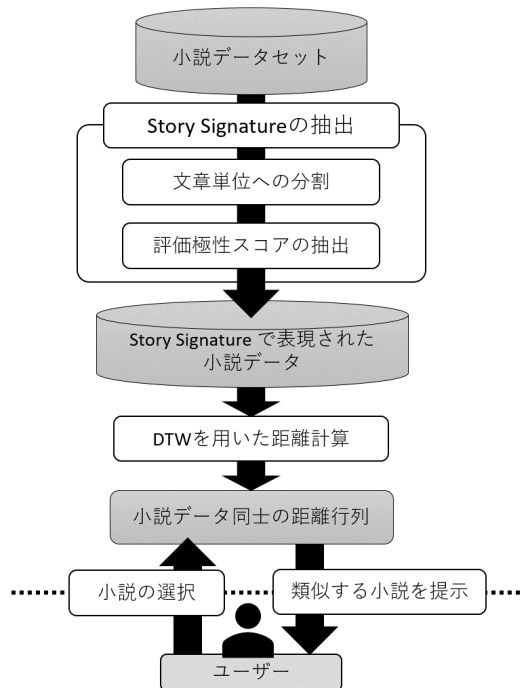 小説データセット
Story Signatureの抽出
文章単位への分割
評価極性スコアの抽出
Story Signature で表現された
小説データ
DTWを用いた距離計算
小説データ同士の距離行列
小説の選択
類似する小説を提示
ユーザー